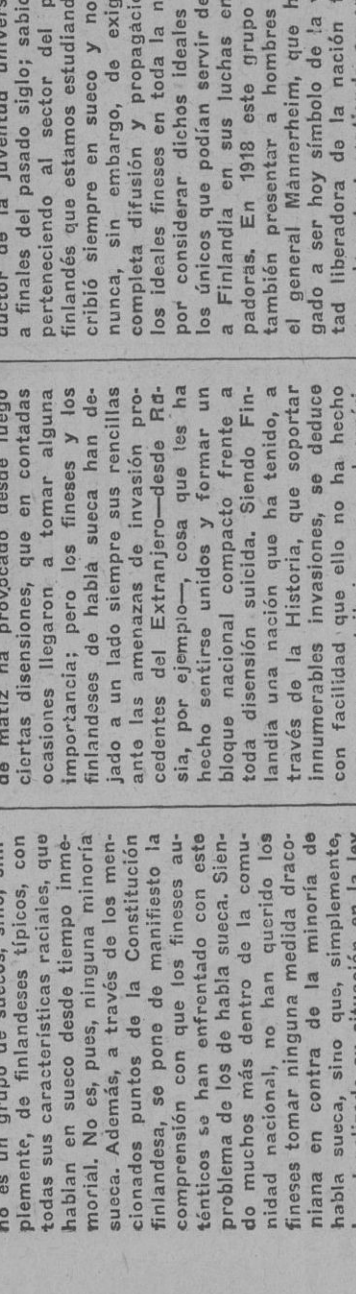 no es un grupo de suecos, sino, sim-
plemente, de finlandeses típicos, con
todas sus características raciales, que
hablan en sueco desde tiempo inme-
morial. No es, pues, ninguna minoría
sueca. Además, a través de los men-
cionados puntos de la Constitución
finlandesa, se pone de manifiesto la
comprensión con que los fineses au-
ténticos se han enfrentado con este
problema de los de habla sueca. Sien-
do muchos más dentro de la comu-
nidad nacional, no han querido los
fineses tomar ninguna medida draco-
niana en contra de la minoría de
habla sueca, sino que, simplemente,
situación en la ley
de matiz ha provocado desde luego
ciertas disensiones, que en contadas
ocasiones llegaron a tomar alguna
importancia; pero los fineses y los
finlandeses de habla sueca han de-
jado a un lado siempre sus rencillas
ante las amenazas de invasión pro-
cedentes del Extranjero—desde Ru-
sia, por ejemplo—, cosa que les ha
hecho sentirse unidos y formar un
bloque nacional compacto frente a
toda disensión suicida. Siendo Fin-
landia una nación que ha tenido, a
través de la Historia, que soportar
innumerables invasiones, se deduce
con facilidad que ello no ha hecho
ductor de la juventud univers
a finales del pasado siglo; sabio
perteneciendo al sector del p
finlandés que estamos estudiand
cribió siempre en sueco y no
nunca, sin embargo, de exig
completa difusión y propagació
los ideales fineses en toda la n
por considerar dichos ideales
los únicos que podían servir de
a Finlandia en sus luchas en
padoras. En 1918 este grupo
también presentar a hombres
el general Mannerheim, que h
gado a ser hoy símbolo de la v
tad liberadora de la nación f